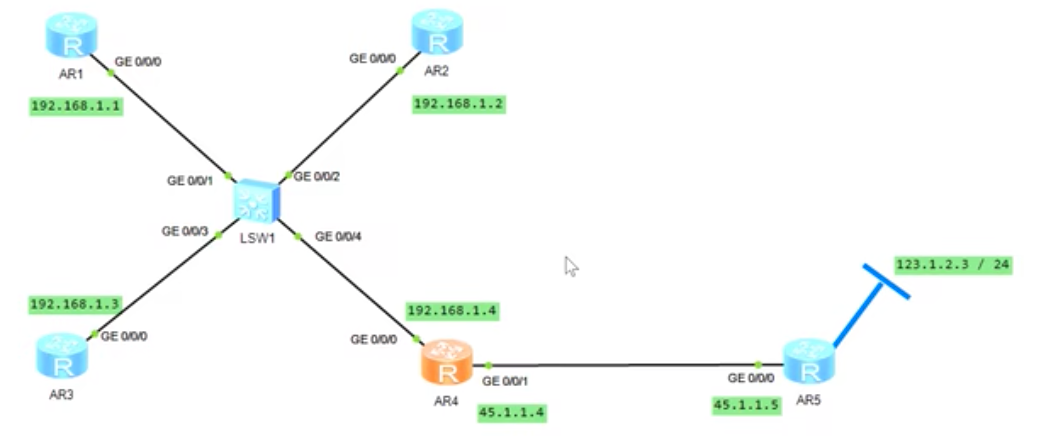 GE 0/0/0
AR1
192.168.1.1
GE 0/0/0
AR2
192.168.1.2
GE 0/0/1
GE 0/0/2
GE 0/0/3
LSW1
GE 0/0/4
192.168.1.3
GE 0/0/0
AR3
192.168.1.4
GE 0/0/0
GE 0/0/1
AR4
45.1.1.4
GE 0/0/0
AR5
45.1.1.5
123.1.2.3 / 24
R
R
R
R
R